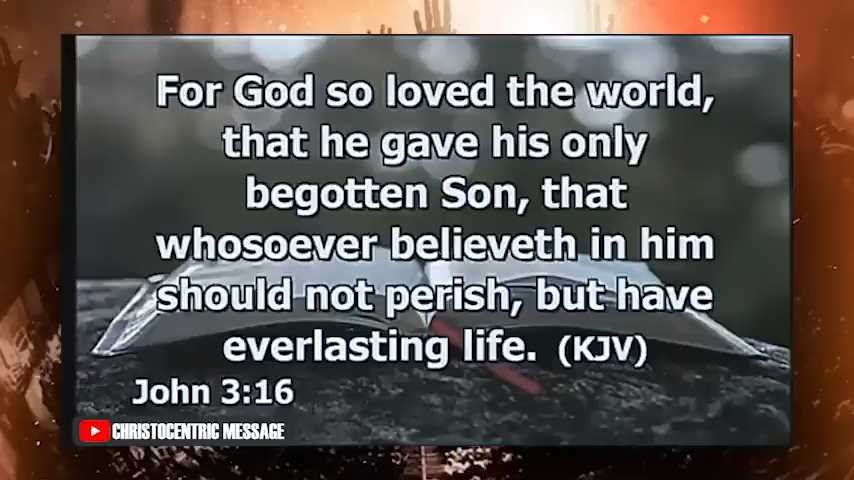 For God so loved the world,
that he gave his only
begotten Son, that
whosoever believeth in him
should not perish, but have
everlasting life. (KJV)
John 3:16
CHRISTOCENTRIC MESSAGE